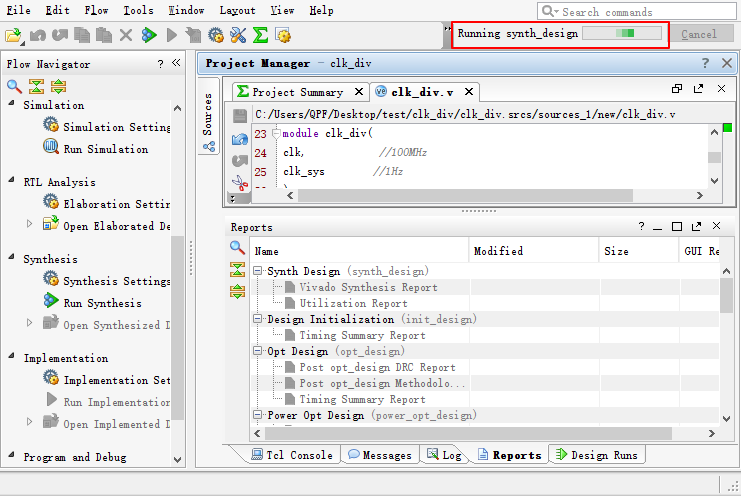 File Edit Flow Tools Window Layout View Help
Search commands
Running synth_design
Cancel
Flow Navigator
Simulation
Simulation Setting
Run Simulation
RTL Analysis
Elaboration Settir
Open Elaborated De
Synthesis
Synthesis Settings
Run Synthesis
Open Synthesized I
Implementation
Implementation Set
Run Implementation
Open Implemented I
Program and Debug
Project Manager - clk_div
Sources
Project Summary
clk_div.v
C:/Users/QPF/Desktop/test/clk_div/clk_div.srcs/sources_1/new/clk_div.v
23 module clk_div(
24 clk, //100MHz
25 clk_sys //1Hz
Reports
Name Modified Size GUI Re
Synth Design (synth_design)
Vivado Synthesis Report
Utilization Report
Design Initialization (init_design)
Timing Summary Report
Opt Design (opt_design)
Post opt_design DRC Report
Post opt_design Methodolo...
Timing Summary Report
Power Opt Design (power_opt_design)
Tcl Console Messages Log Reports Design Runs